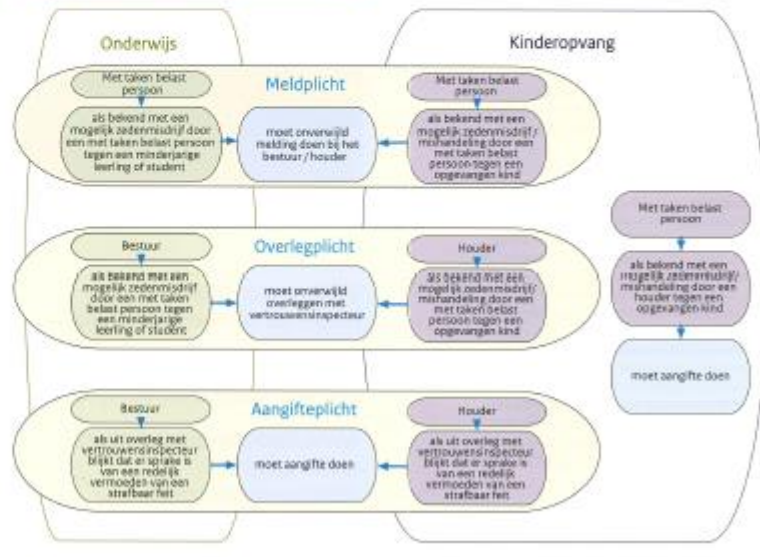 Onderwijs
Kinderopvang
Meldplicht
Met taken belast
persoon
als bekend met een
mogelijk zedenmisdrijf door
een met taken belast persoon
tegen een minderjarige
leerling of student
moet onverwijld
melding doen bij het
bestuur / houder
Met taken belast
persoon
als bekend met een
mogelijk zedenmisdrijf/
mishandeling door een
met taken belast
persoon tegen een
opgevangen kind
Overlegplicht
Bestuur
als bekend met een
mogelijk zedenmisdrijf
door een met taken
belast persoon tegen
een minderjarige
leerling of student
moet onverwijld
overleggen met
vertrouwensinspecteur
Houder
als bekend met een
mogelijk zedenmisdrijf/
mishandeling door een
met taken belast
persoon tegen een
opgevangen kind
Aangifteplicht
Bestuur
als uit overleg met
vertrouwensinspecteur
blijkt dat er sprake is
van een redelijk
vermoeden van een
strafbaar feit
moet aangifte doen
Houder
als uit overleg met
vertrouwensinspecteur
blijkt dat er sprake is
van een redelijk
vermoeden van een
strafbaar feit
Met taken belast
persoon
als bekend met een
mogelijk zedenmisdrijf/
mishandeling door een
houder tegen een
opgevangen kind
moet aangifte doen